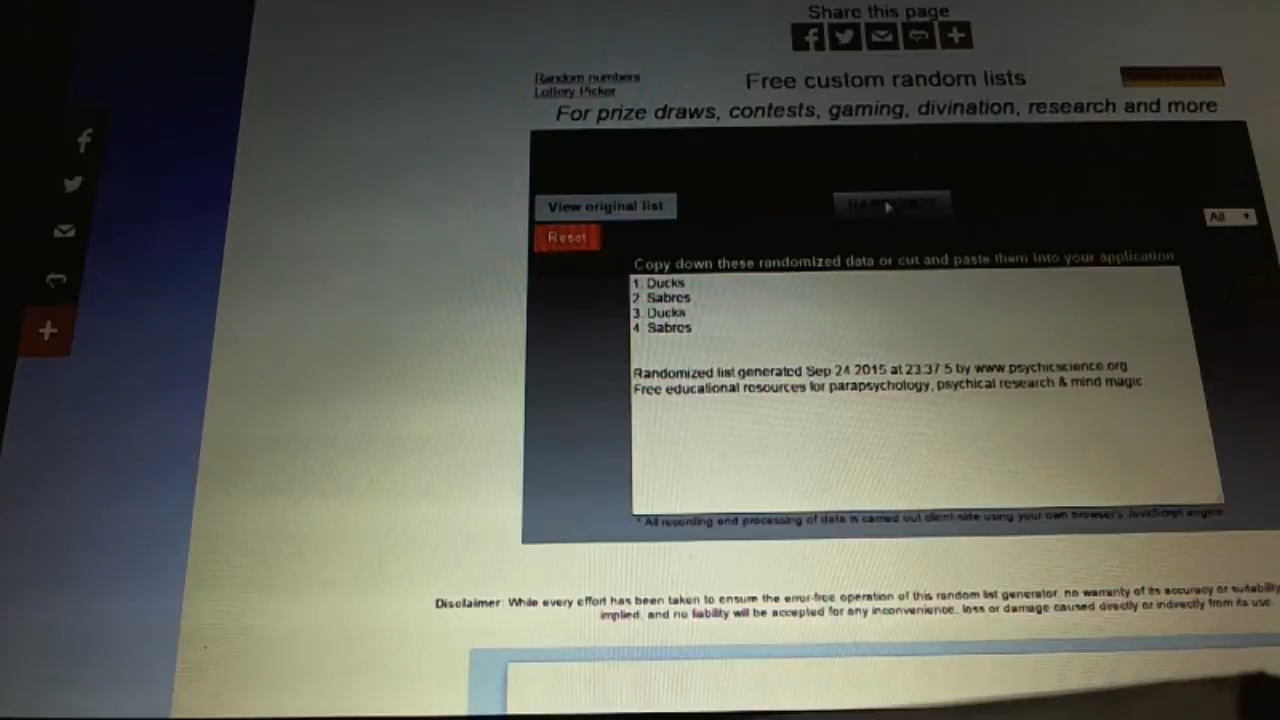 Share this page
Random numbers
Lottery Picker
Free custom random lists
For prize draws, contests, gaming, divination, research and more
View original list
All
Reset
Copy down these randomized data or cut and paste them into your application
1. Ducks
2. Sabres
3. Ducks
4. Sabres
Randomized list generated Sep 24 2015 at 23:37:5 by www.psychicscience.org
Free educational resources for parapsychology, psychical research & mind magic
* All recording and processing of data is carried out client-side using your own browser's JavaScript engine
Disclaimer: While every effort has been taken to ensure the error-free operation of this random list generator, no warranty of its accuracy or suitability
implied, and no liability will be accepted for any inconvenience, loss or damage caused directly or indirectly from its use